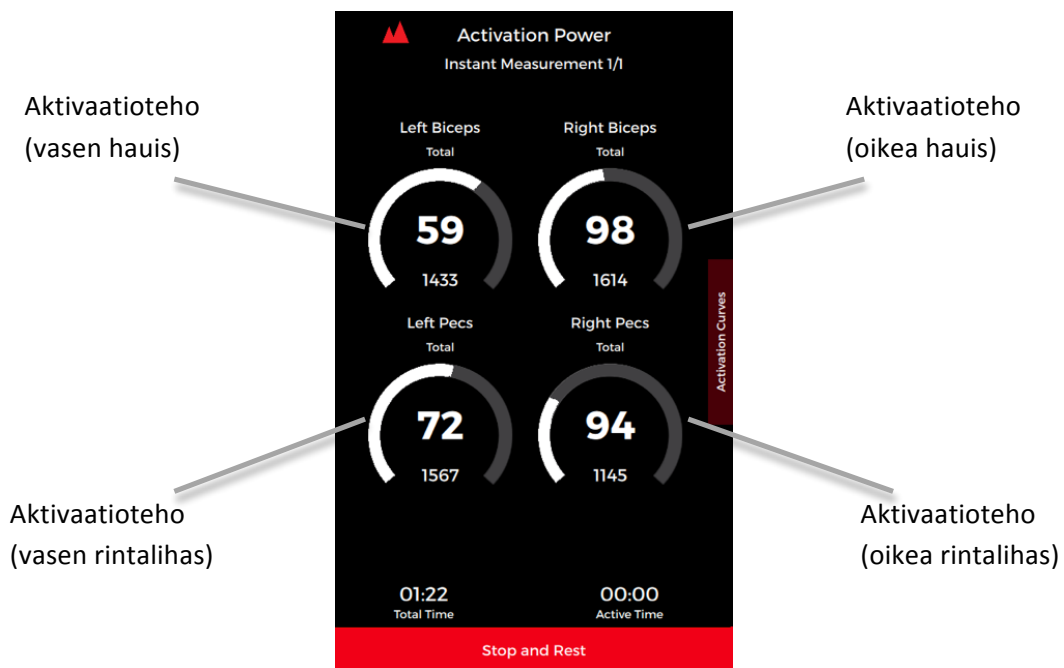 Activation Power
Instant Measurement 1/1
Aktivaatioteho
(vasen hauis)
Aktivaatioteho
(oikea hauis)
Left Biceps
Total
59
1433
Right Biceps
Total
98
1614
Activation Curves
Left Pecs
Total
72
1567
Right Pecs
Total
94
1145
Aktivaatioteho
(vasen rintalihas)
Aktivaatioteho
(oikea rintalihas)
01:22
Total Time
00:00
Active Time
Stop and Rest